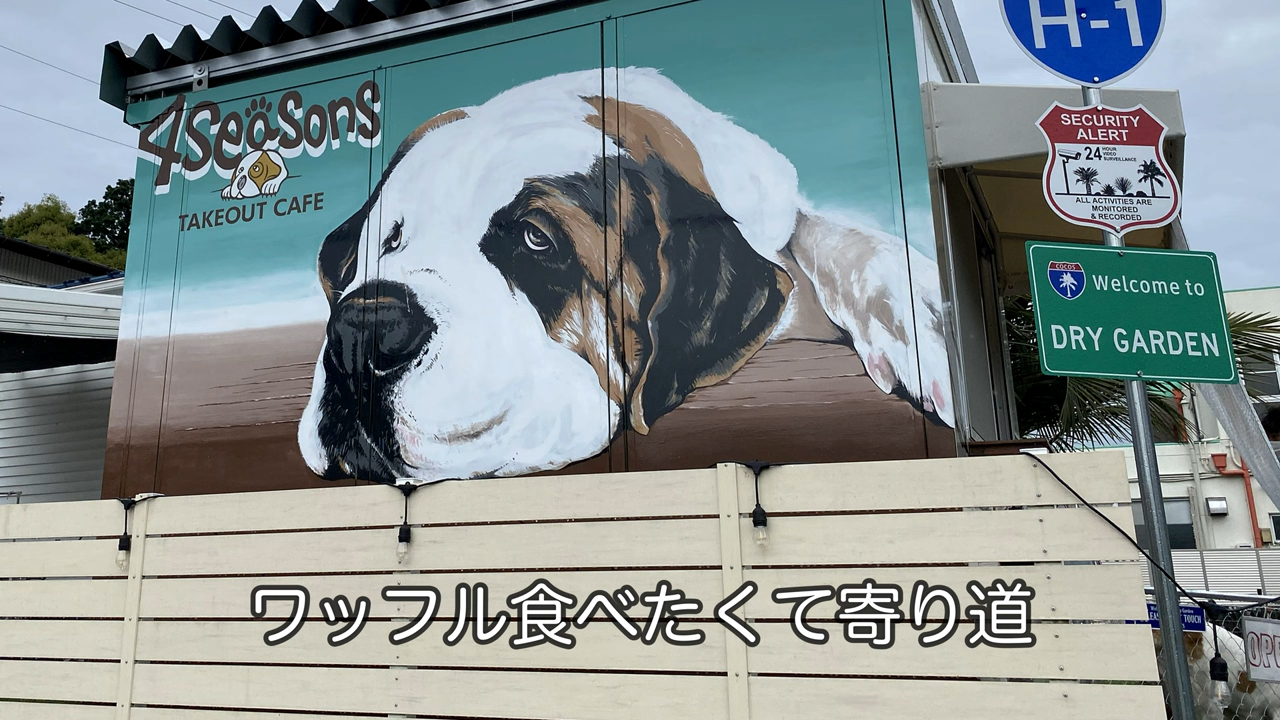 4Seasons
TAKEOUT CAFE
H-1
SECURITY
ALERT
24 HOUR
VIDEO
SURVEILLANCE
ALL ACTIVITIES ARE
MONITORED
& RECORDED
COCOS
Welcome to
DRY GARDEN
ワッフル食べたくて寄り道
TOUCH